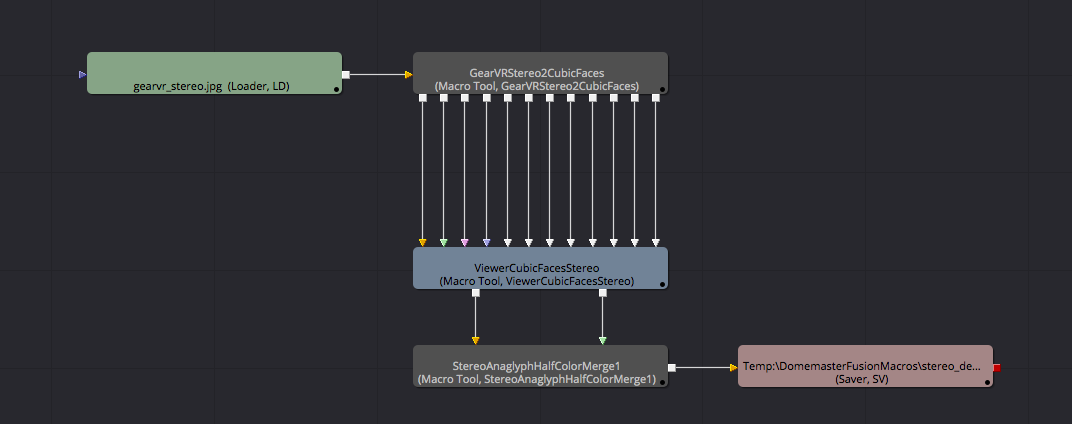 gearvr_stereo.jpg (Loader, LD)
GearVRStereo2CubicFaces
(Macro Tool, GearVRStereo2CubicFaces)
ViewerCubicFacesStereo
(Macro Tool, ViewerCubicFacesStereo)
StereoAnaglyphHalfColorMerge1
(Macro Tool, StereoAnaglyphHalfColorMerge1)
Temp:\DomemasterFusionMacros\stereo_de...
(Saver, SV)